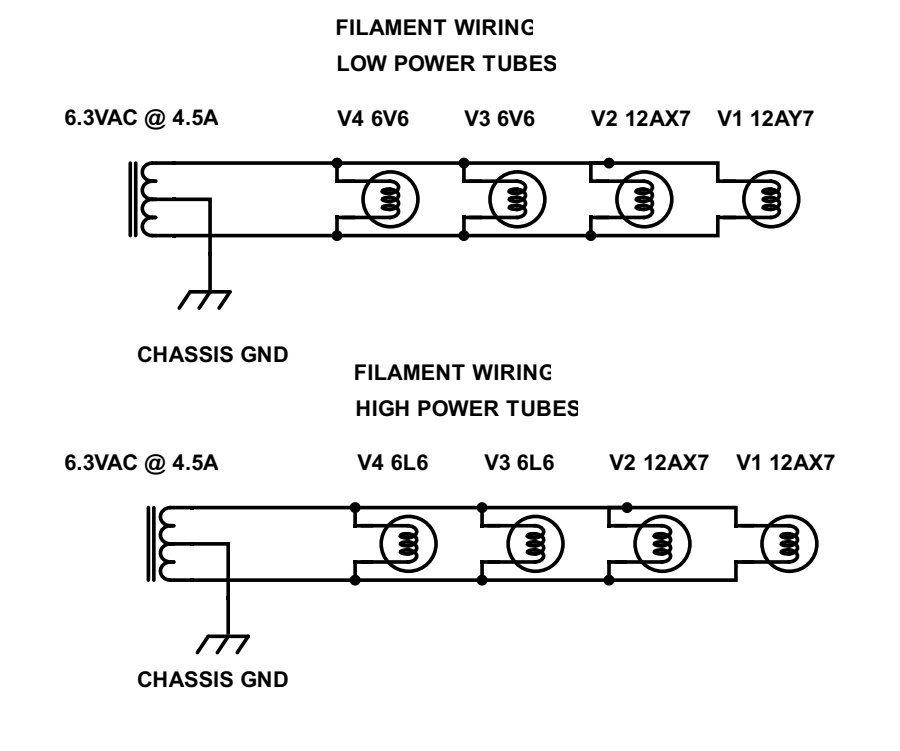 FILAMENT WIRING
LOW POWER TUBES
6.3VAC @ 4.5A V4 6V6 V3 6V6 V2 12AX7 V1 12AY7
CHASSIS GND
FILAMENT WIRING
HIGH POWER TUBES
6.3VAC @ 4.5A V4 6L6 V3 6L6 V2 12AX7 V1 12AX7
CHASSIS GND